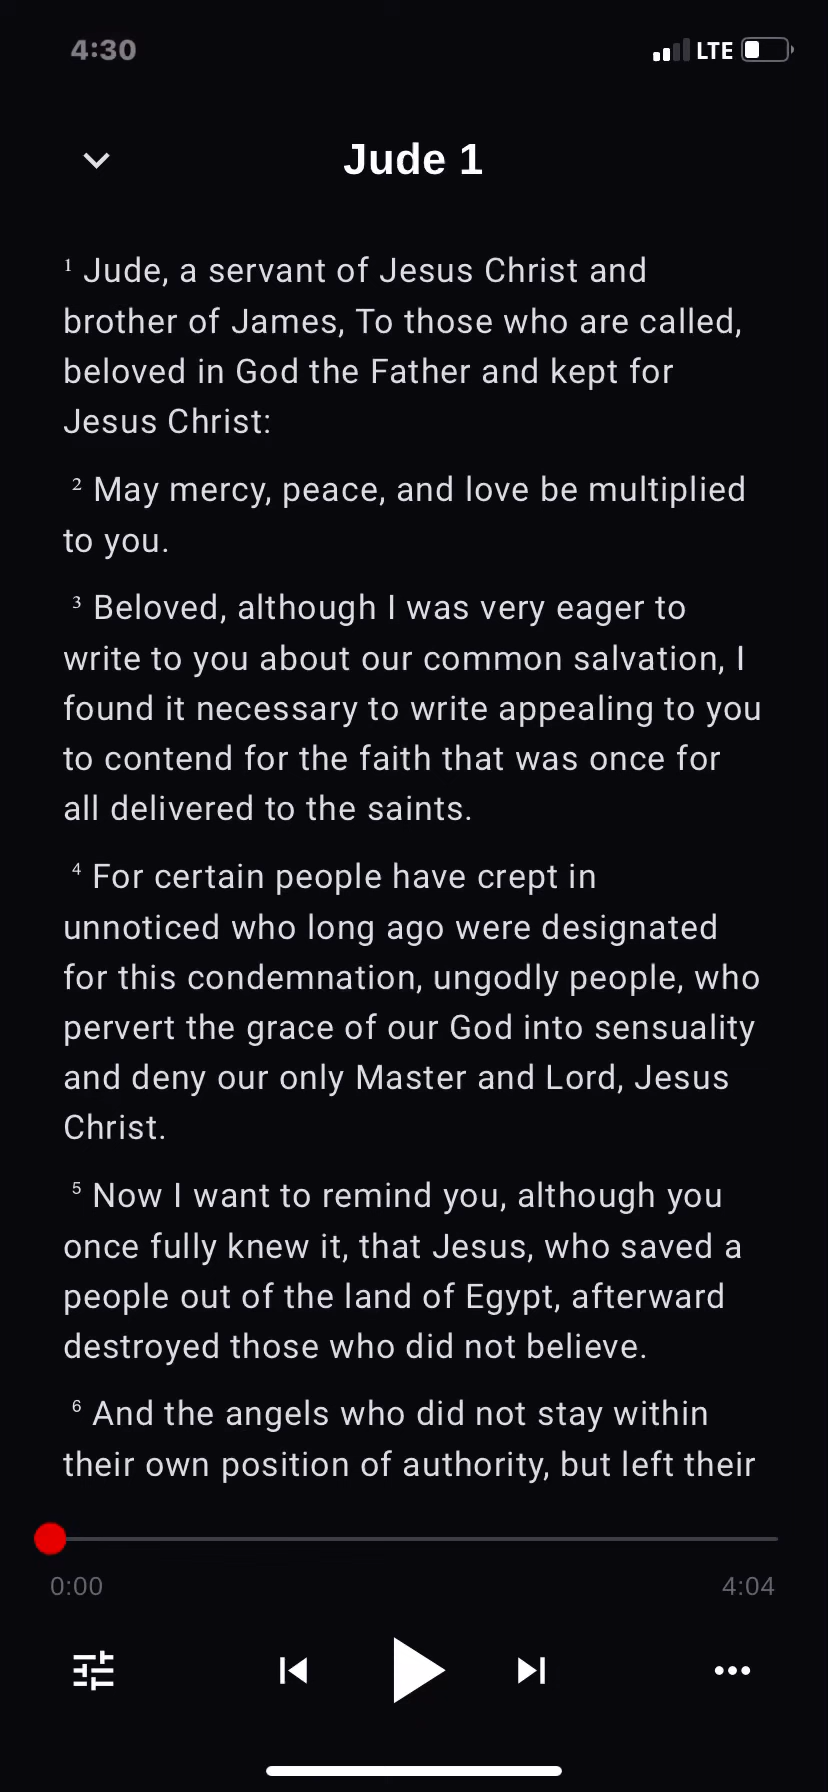 4:30
LTE
Jude 1
1 Jude, a servant of Jesus Christ and
brother of James, To those who are called,
beloved in God the Father and kept for
Jesus Christ:
2 May mercy, peace, and love be multiplied
to you.
3 Beloved, although I was very eager to
write to you about our common salvation, I
found it necessary to write appealing to you
to contend for the faith that was once for
all delivered to the saints.
4 For certain people have crept in
unnoticed who long ago were designated
for this condemnation, ungodly people, who
pervert the grace of our God into sensuality
and deny our only Master and Lord, Jesus
Christ.
5 Now I want to remind you, although you
once fully knew it, that Jesus, who saved a
people out of the land of Egypt, afterward
destroyed those who did not believe.
6 And the angels who did not stay within
their own position of authority, but left their
0:00
4:04